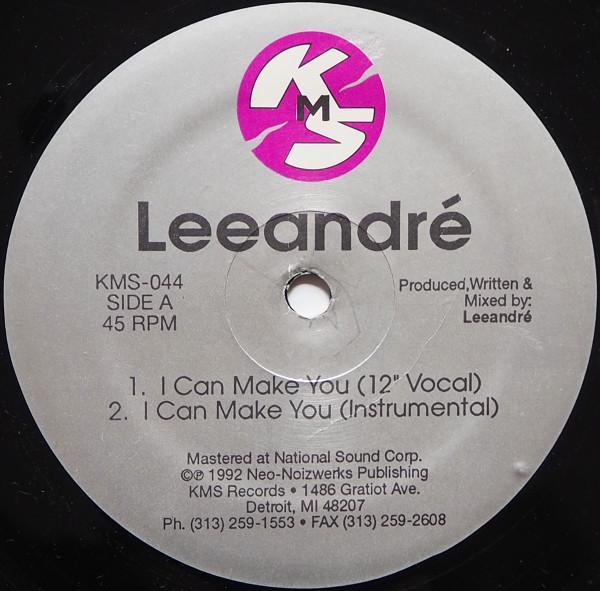 KMS
Leeandré
KMS-044
SIDE A
45 RPM
Produced,Written &
Mixed by:
Leeandré
1. I Can Make You (12" Vocal)
2. I Can Make You (Instrumental)
Mastered at National Sound Corp.
©℗ 1992 Neo-Noizwerks Publishing
KMS Records • 1486 Gratiot Ave.
Detroit, MI 48207
Ph. (313) 259-1553 • FAX (313) 259-2608